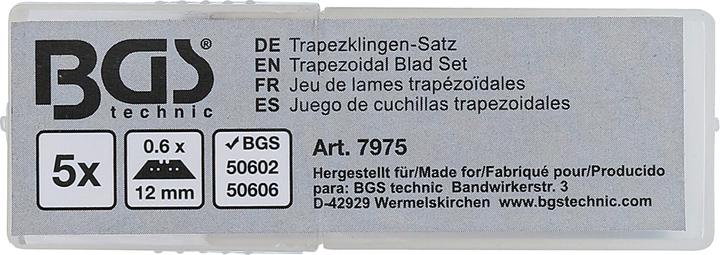 BGS®
technic
DE Trapezklingen-Satz
EN Trapezoidal Blad Set
FR Jeu de lames trapézoïdales
ES Juego de cuchillas trapezoidales
5x
0.6 x
12 mm
✓BGS
50602
50606
Art. 7975
Hergestellt für/Made for/Fabriqué pour/Producido
para: BGS technic Bandwirkerstr. 3
D-42929 Wermelskirchen www.bgstechnic.com